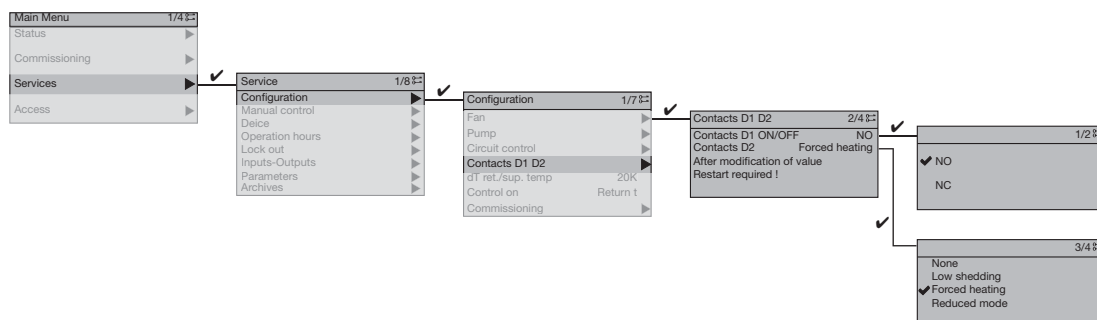 Main Menu 1/4
Status
Commissioning
Services
Access
Service 1/8
Configuration
Manual control
Deice
Operation hours
Lock out
Inputs-Outputs
Parameters
Archives
Configuration 1/7
Fan
Pump
Circuit control
Contacts D1 D2
dT ret./sup. temp 20K
Control on Return t
Commissioning
Contacts D1 D2 2/4
Contacts D1 ON/OFF NO
Contacts D2 Forced heating
After modification of value
Restart required !
1/2
NO
NC
3/4
None
Low shedding
Forced heating
Reduced mode